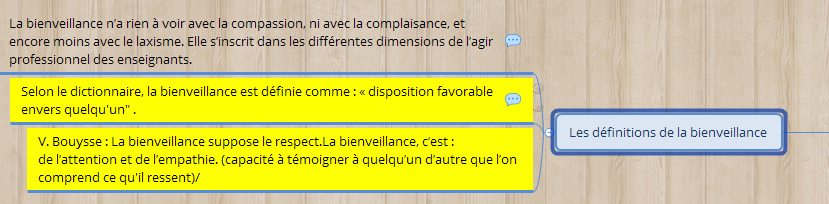 La bienveillance n’a rien à voir avec la compassion, ni avec la complaisance, et
encore moins avec le laxisme. Elle s’inscrit dans les différentes dimensions de l’agir
professionnel des enseignants.
Selon le dictionnaire, la bienveillance est définie comme : « disposition favorable
envers quelqu'un" .
V. Bouysse : La bienveillance suppose le respect.La bienveillance, c’est :
de l’attention et de l’empathie. (capacité à témoigner à quelqu’un d’autre que l’on
comprend ce qu'il ressent)/
Les définitions de la bienveillance